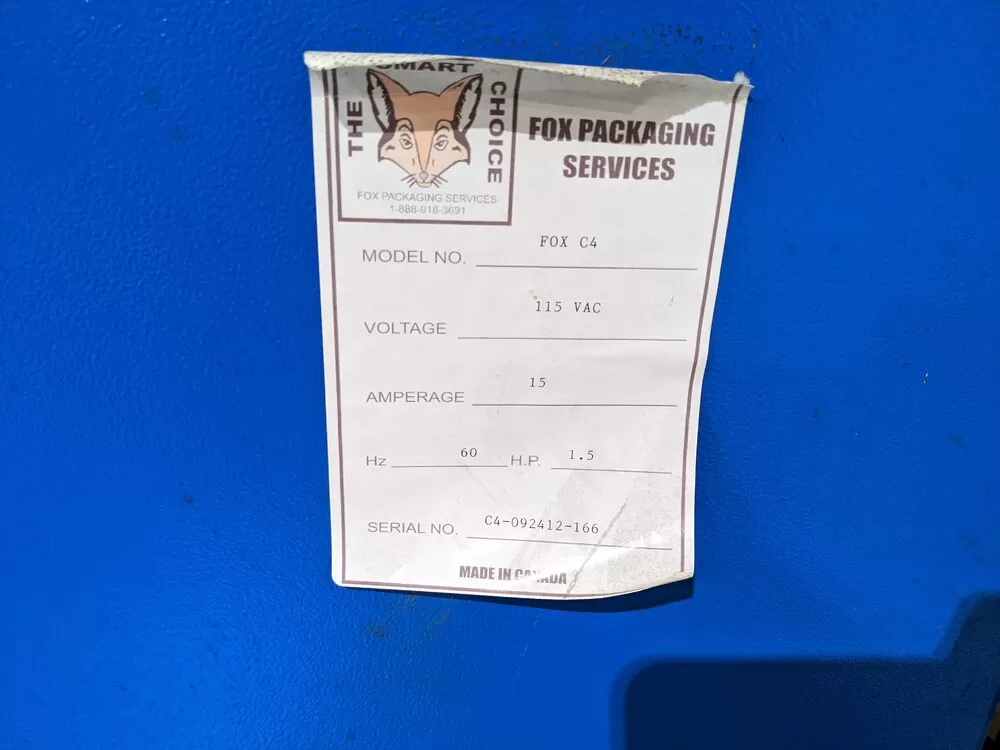 THE SMART CHOICE
FOX PACKAGING SERVICES
1-888-918-3691
FOX PACKAGING
SERVICES
MODEL NO. FOX C4
VOLTAGE 115 VAC
AMPERAGE 15
Hz 60 H.P. 1.5
SERIAL NO. C4-092412-166
MADE IN CANADA